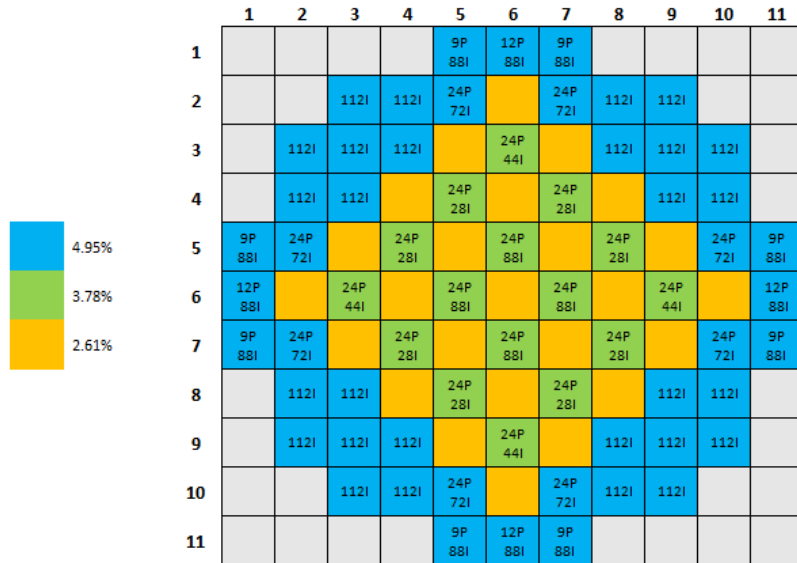 1 2 3 4 5 6 7 8 9 10 11
1 9P 12P 9P
88I 88I 88I
2 112I 112I 24P 24P 112I 112I
72I 72I
3 112I 112I 112I 24P 112I 112I 112I
44I
4 112I 112I 24P 24P 112I 112I
28I 28I
4.95% 5 9P 24P 24P 24P 24P 24P 9P
88I 72I 28I 88I 28I 72I 88I
3.78% 6 12P 24P 24P 24P 24P 12P
88I 44I 88I 88I 44I 88I
2.61% 7 9P 24P 24P 24P 24P 24P 9P
88I 72I 28I 88I 28I 72I 88I
8 112I 112I 24P 24P 112I 112I
28I 28I
9 112I 112I 112I 24P 112I 112I 112I
44I
10 112I 112I 24P 24P 112I 112I
72I 72I
11 9P 12P 9P
88I 88I 88I